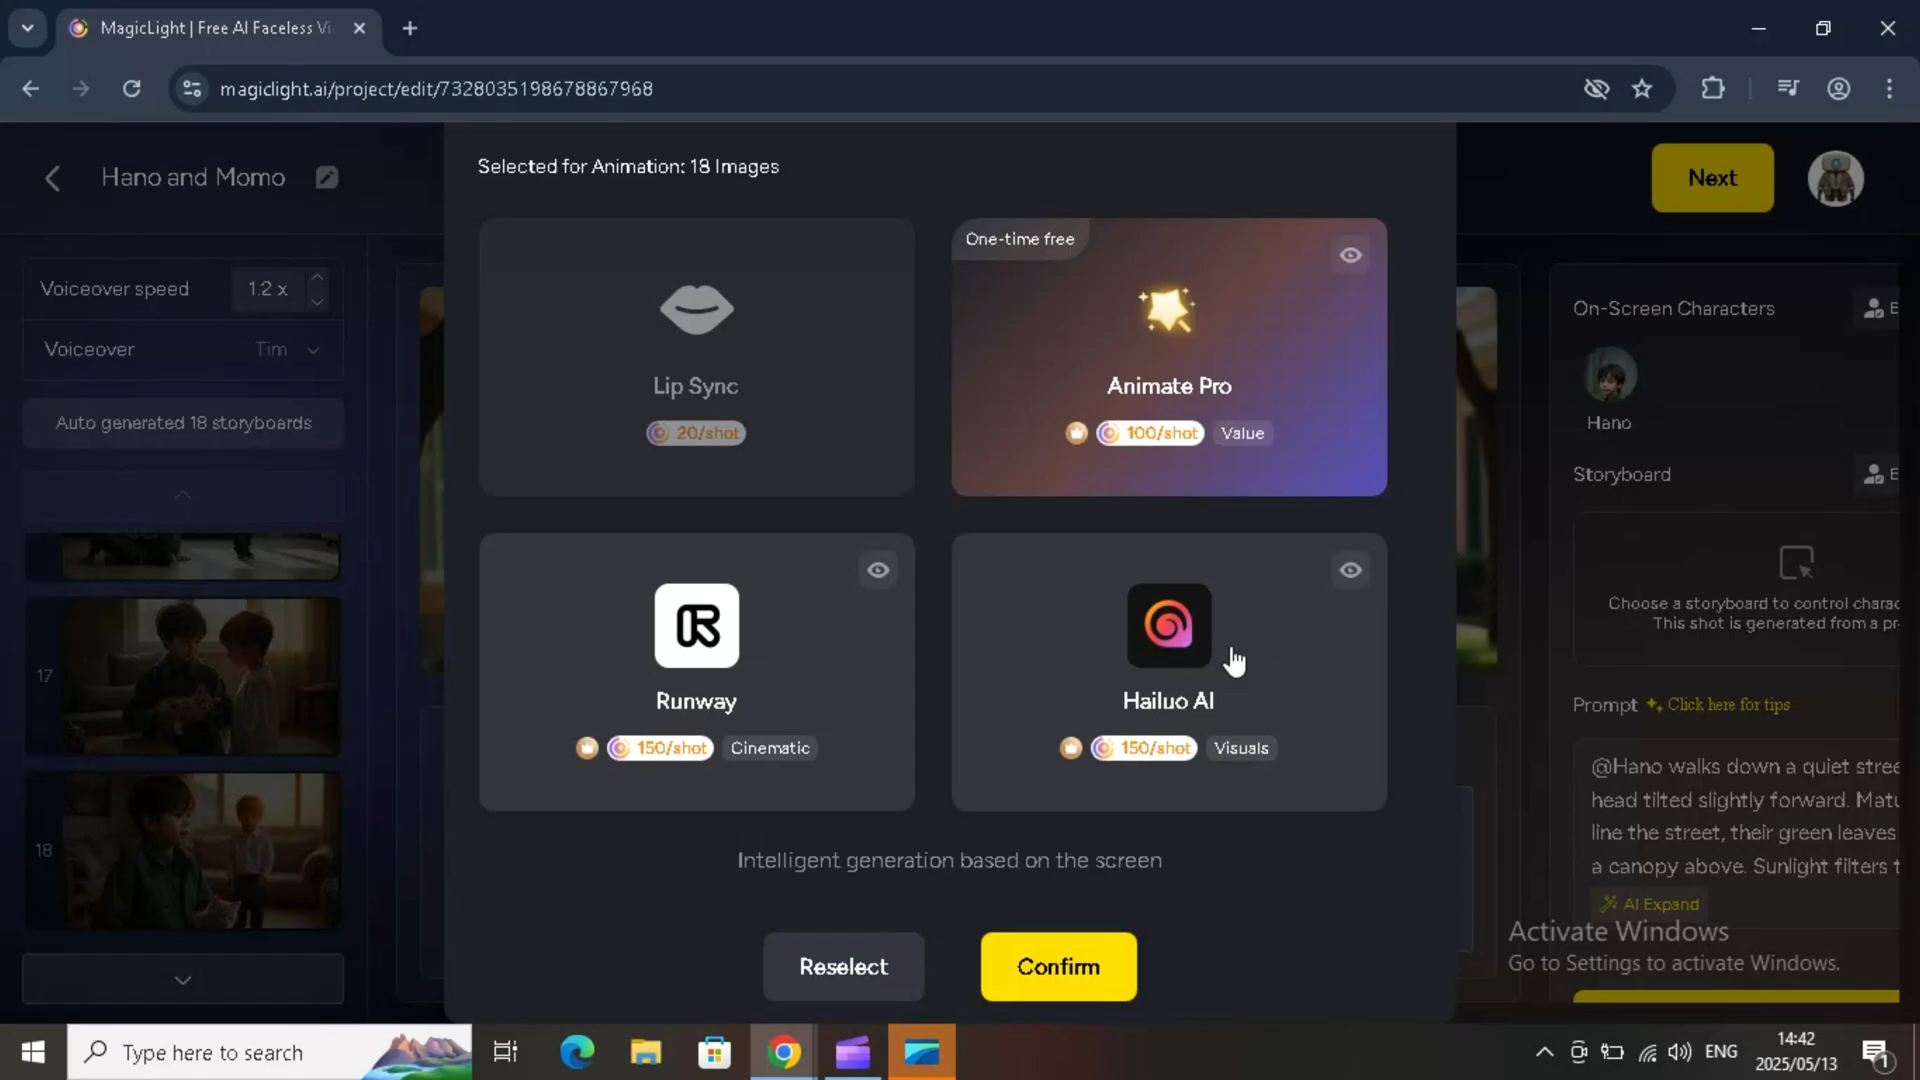 MagicLight | Free AI Faceless Vi
magiclight.ai/project/edit/7328035198678867968
Hano and Momo
Selected for Animation: 18 Images
Next
Voiceover speed 1.2 x
Voiceover Tim
Auto generated 18 storyboards
17
18
Lip Sync
20/shot
One-time free
Animate Pro
100/shot Value
Runway
150/shot Cinematic
Hailuo AI
150/shot Visuals
Intelligent generation based on the screen
Reselect
Confirm
On-Screen Characters E
Hano
Storyboard E
Choose a storyboard to control charac
This shot is generated from a pr
Prompt Click here for tips
@Hano walks down a quiet stree
head tilted slightly forward. Matu
line the street, their green leaves
a canopy above. Sunlight filters t
AI Expand
Activate Windows
Go to Settings to activate Windows.
Type here to search
ENG
14:42
2025/05/13
1